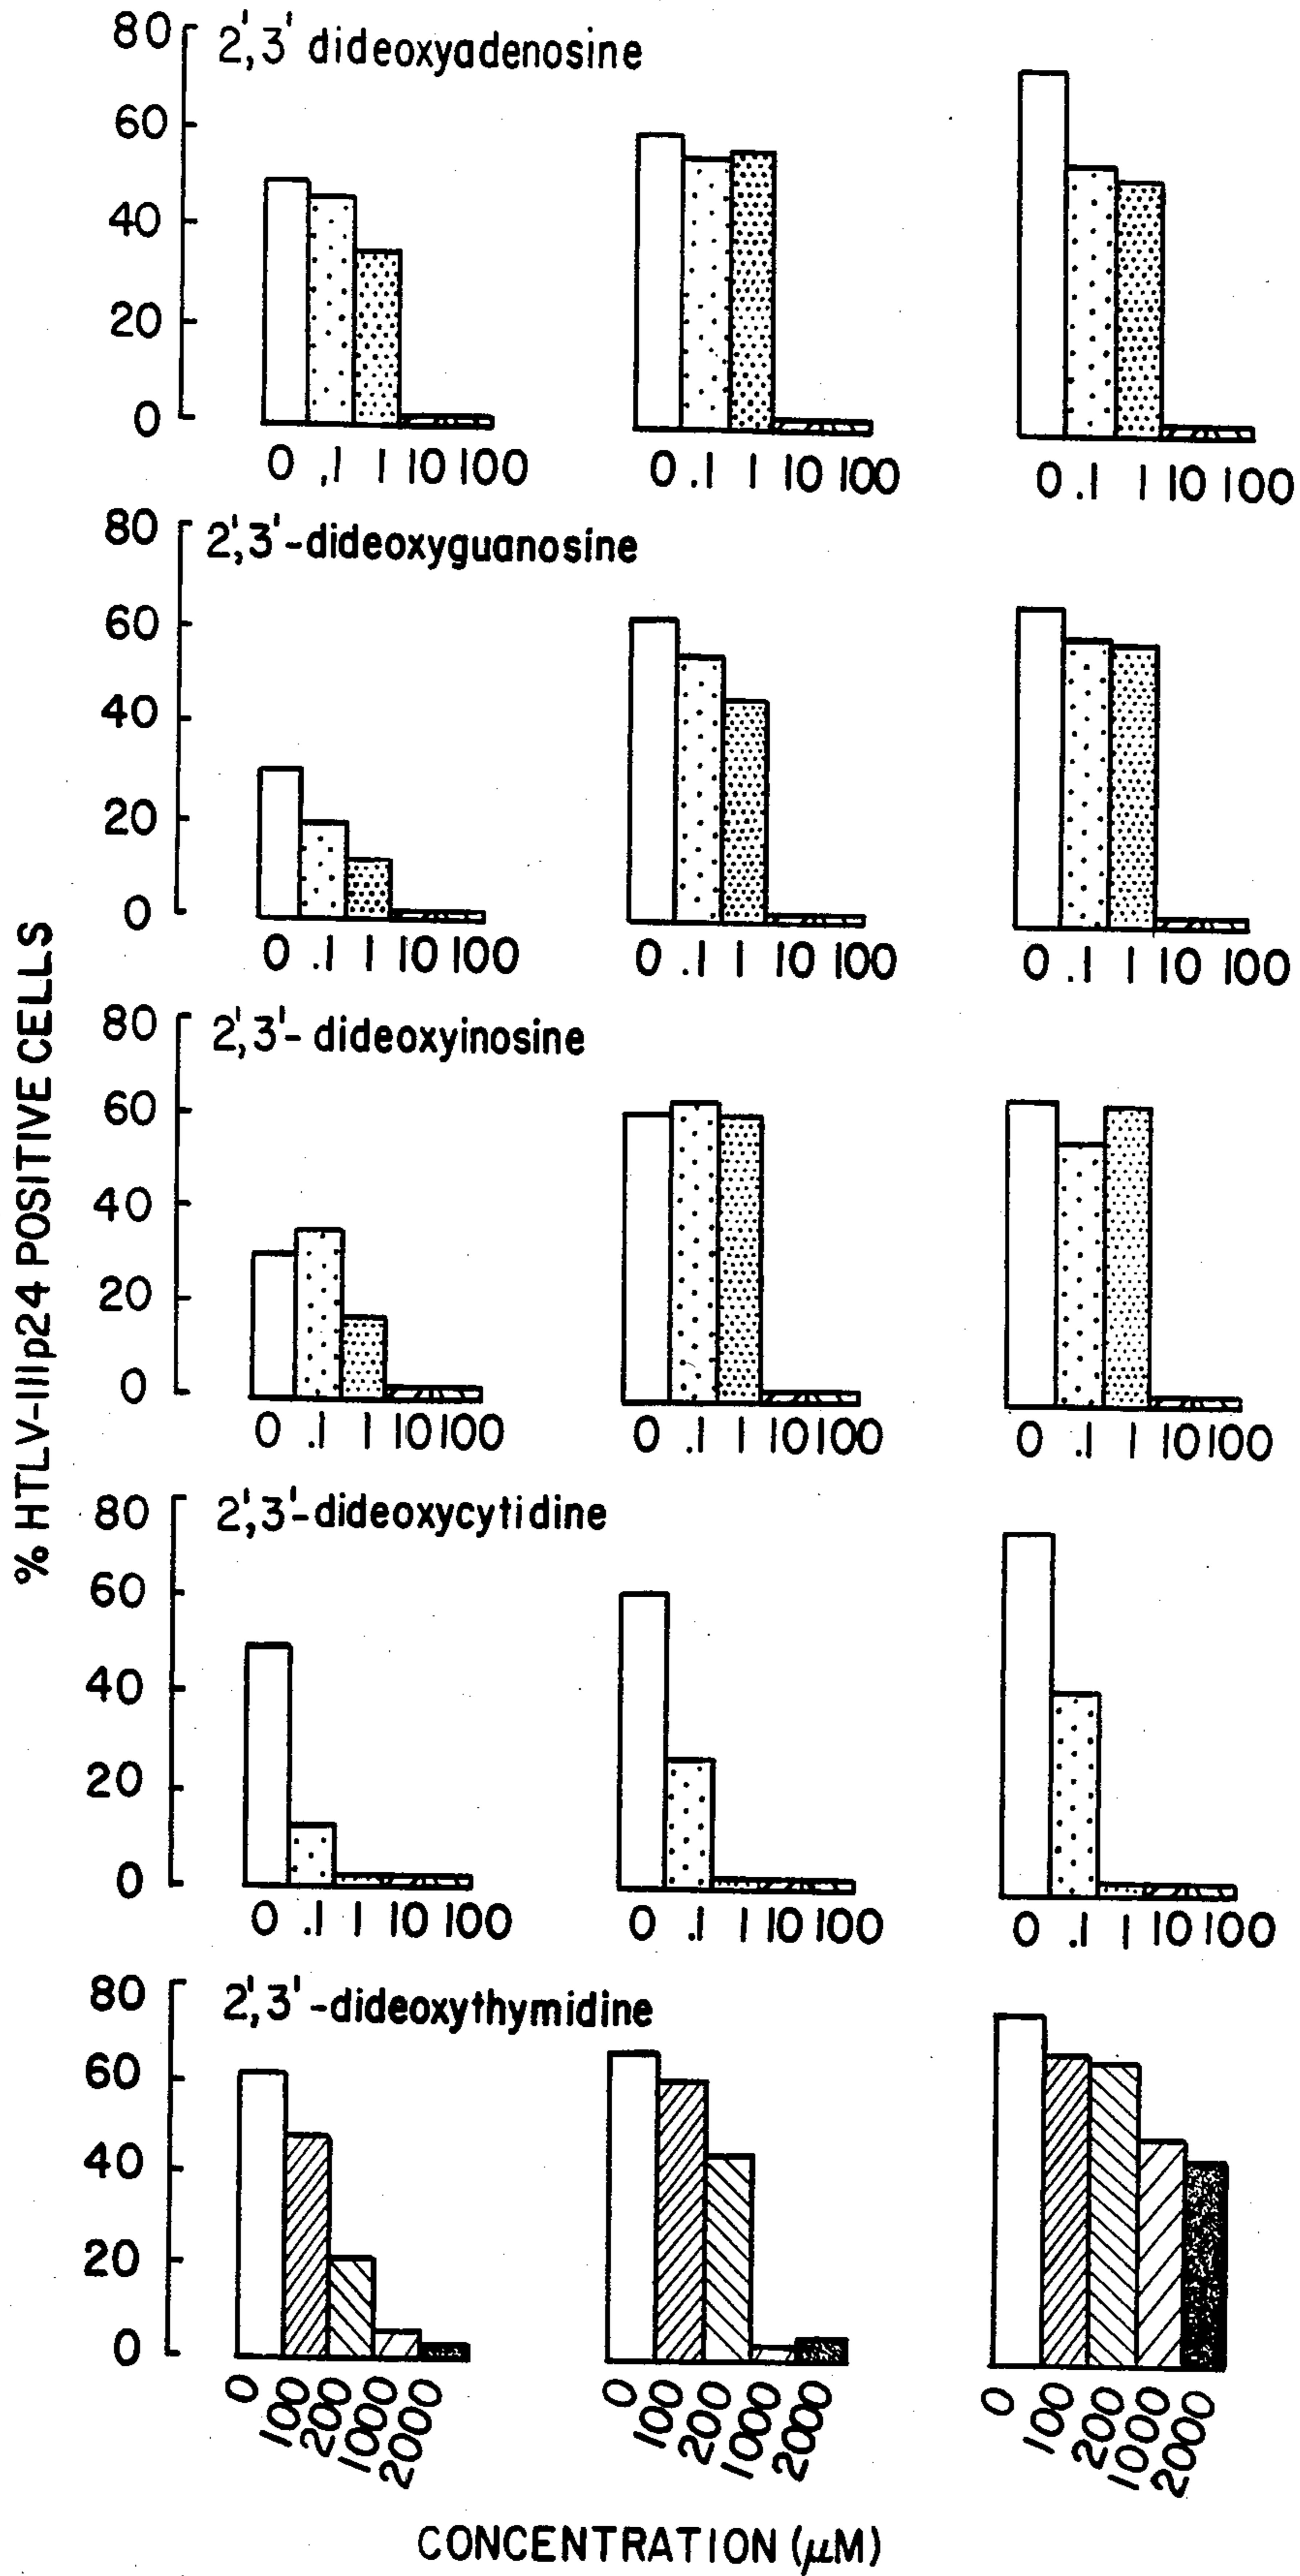 % HTLV-IIIp24 POSITIVE CELLS
80
2',3' dideoxyadenosine
60
40
20
0
0 ,1 1 10 100
0 .1 1 10 100
0 .1 1 10 100
80
2',3'-dideoxyguanosine
60
40
20
0
0 .1 1 10 100
0 .1 1 10 100
0 .1 1 10 100
80
2',3'- dideoxyinosine
60
40
20
0
0 .1 1 10 100
0 .1 1 10 100
0 .1 1 10 100
80
2',3'-dideoxycytidine
60
40
20
0
0 .1 1 10 100
0 .1 1 10 100
0 .1 1 10 100
80
2',3'-dideoxythymidine
60
40
20
0
0 100 200 1000 2000
0 100 200 1000 2000
0 100 200 1000 2000
CONCENTRATION (μM)